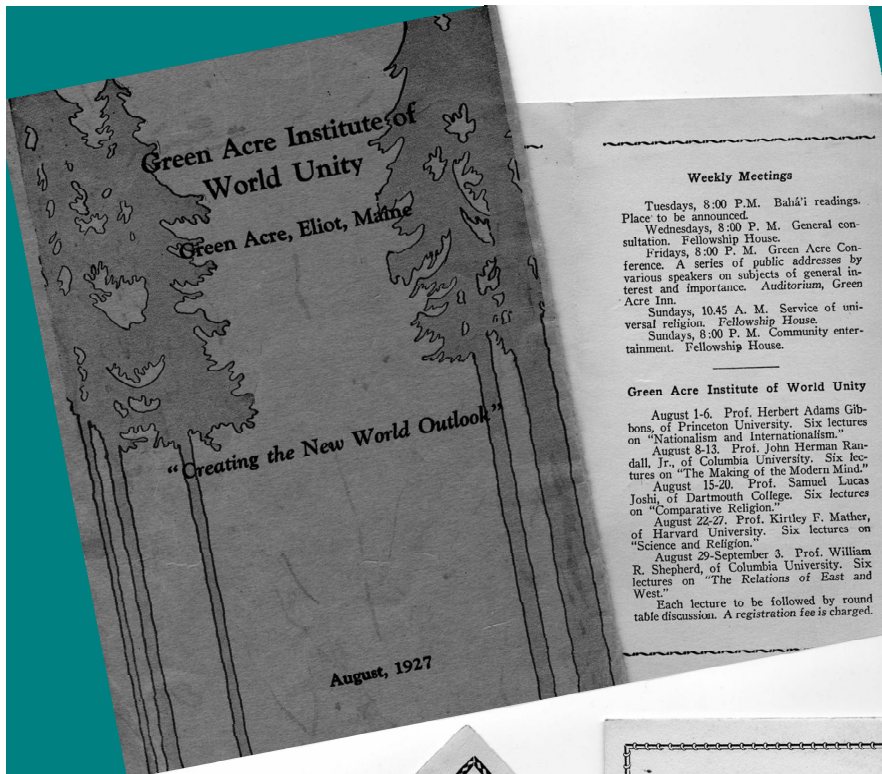 Green Acre Institute of
World Unity
Green Acre, Eliot, Maine
“Creating the New World Outlook”
August, 1927
Weekly Meetings
Tuesdays, 8:00 P.M. Bahá'i readings.
Place to be announced.
Wednesdays, 8:00 P. M. General con-
sultation. Fellowship House.
Fridays, 8:00 P. M. Green Acre Con-
ference. A series of public addresses by
various speakers on subjects of general in-
terest and importance. Auditorium, Green
Acre Inn.
Sundays, 10.45 A. M. Service of uni-
versal religion. Fellowship House.
Sundays, 8:00 P. M. Community enter-
tainment. Fellowship House.
Green Acre Institute of World Unity
August 1-6. Prof. Herbert Adams Gib-
bons, of Princeton University. Six lectures
on “Nationalism and Internationalism.”
August 8-13. Prof. John Herman Ran-
dall, Jr., of Columbia University. Six lec-
tures on “The Making of the Modern Mind.”
August 15-20. Prof. Samuel Lucas
Joshi, of Dartmouth College. Six lectures
on “Comparative Religion.”
August 22-27. Prof. Kirtley F. Mather,
of Harvard University. Six lectures on
“Science and Religion.”
August 29-September 3. Prof. William
R. Shepherd, of Columbia University. Six
lectures on “The Relations of East and
West.”
Each lecture to be followed by round
table discussion. A registration fee is charged.